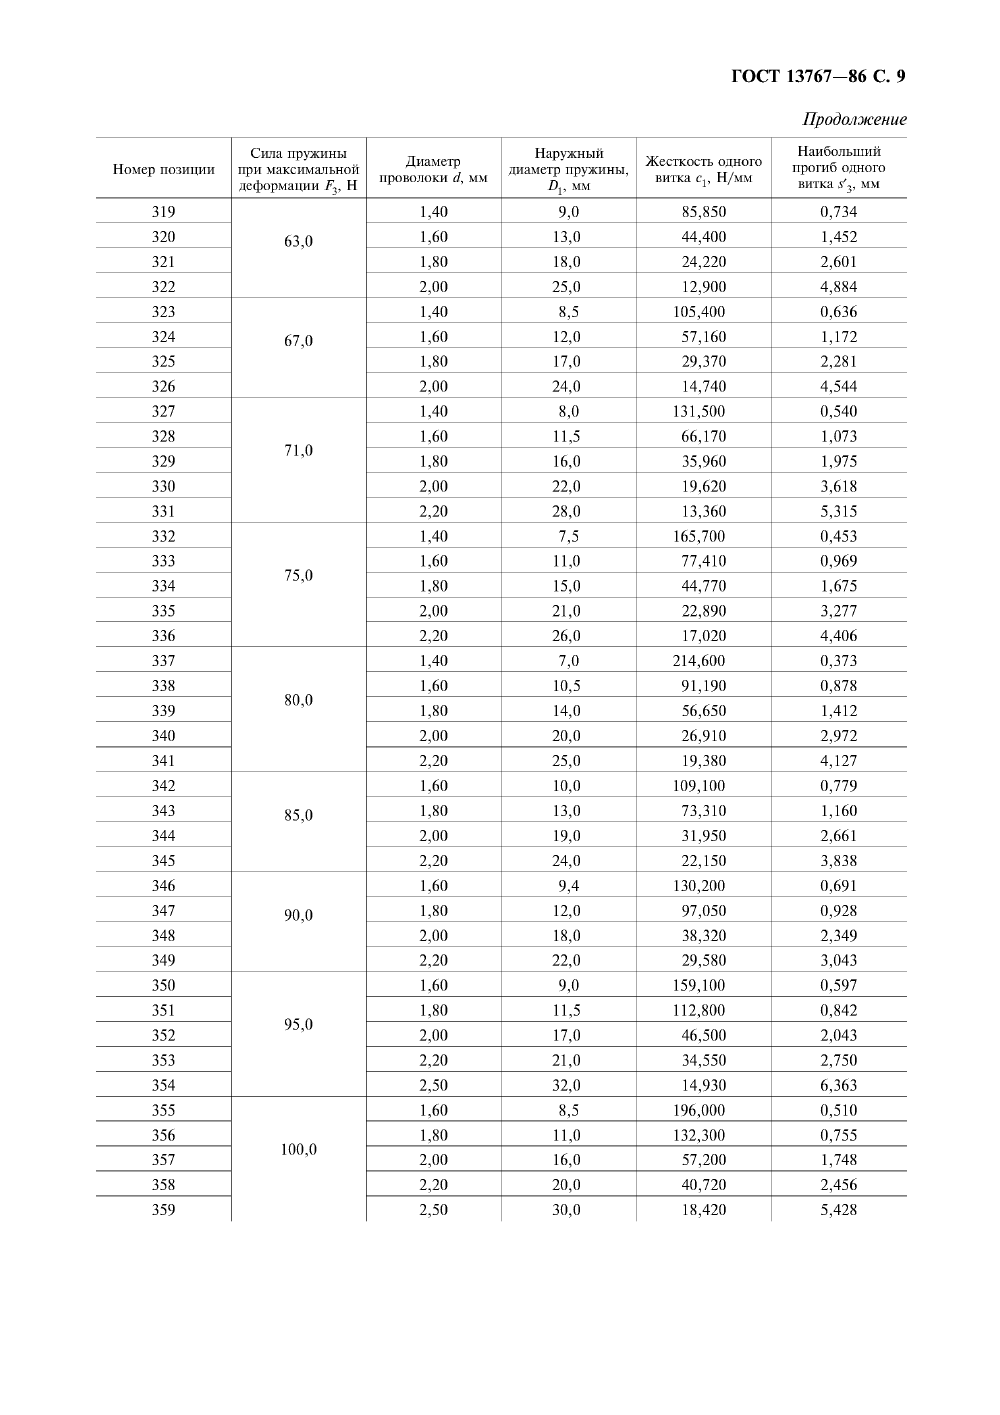 ГОСТ 13767—86 С. 9
Продолжение
Номер позиции | Сила пружины при максимальной деформации F3, Н | Диаметр проволоки d, мм | Наружный диаметр пружины, D1, мм | Жесткость одного витка c1, Н/мм | Наибольший прогиб одного витка s′3, мм
319 | 63,0 | 1,40 | 9,0 | 85,850 | 0,734
320 | 1,60 | 13,0 | 44,400 | 1,452
321 | 1,80 | 18,0 | 24,220 | 2,601
322 | 2,00 | 25,0 | 12,900 | 4,884
323 | 67,0 | 1,40 | 8,5 | 105,400 | 0,636
324 | 1,60 | 12,0 | 57,160 | 1,172
325 | 1,80 | 17,0 | 29,370 | 2,281
326 | 2,00 | 24,0 | 14,740 | 4,544
327 | 71,0 | 1,40 | 8,0 | 131,500 | 0,540
328 | 1,60 | 11,5 | 66,170 | 1,073
329 | 1,80 | 16,0 | 35,960 | 1,975
330 | 2,00 | 22,0 | 19,620 | 3,618
331 | 2,20 | 28,0 | 13,360 | 5,315
332 | 75,0 | 1,40 | 7,5 | 165,700 | 0,453
333 | 1,60 | 11,0 | 77,410 | 0,969
334 | 1,80 | 15,0 | 44,770 | 1,675
335 | 2,00 | 21,0 | 22,890 | 3,277
336 | 2,20 | 26,0 | 17,020 | 4,406
337 | 80,0 | 1,40 | 7,0 | 214,600 | 0,373
338 | 1,60 | 10,5 | 91,190 | 0,878
339 | 1,80 | 14,0 | 56,650 | 1,412
340 | 2,00 | 20,0 | 26,910 | 2,972
341 | 2,20 | 25,0 | 19,380 | 4,127
342 | 85,0 | 1,60 | 10,0 | 109,100 | 0,779
343 | 1,80 | 13,0 | 73,310 | 1,160
344 | 2,00 | 19,0 | 31,950 | 2,661
345 | 2,20 | 24,0 | 22,150 | 3,838
346 | 90,0 | 1,60 | 9,4 | 130,200 | 0,691
347 | 1,80 | 12,0 | 97,050 | 0,928
348 | 2,00 | 18,0 | 38,320 | 2,349
349 | 2,20 | 22,0 | 29,580 | 3,043
350 | 95,0 | 1,60 | 9,0 | 159,100 | 0,597
351 | 1,80 | 11,5 | 112,800 | 0,842
352 | 2,00 | 17,0 | 46,500 | 2,043
353 | 2,20 | 21,0 | 34,550 | 2,750
354 | 2,50 | 32,0 | 14,930 | 6,363
355 | 100,0 | 1,60 | 8,5 | 196,000 | 0,510
356 | 1,80 | 11,0 | 132,300 | 0,755
357 | 2,00 | 16,0 | 57,200 | 1,748
358 | 2,20 | 20,0 | 40,720 | 2,456
359 | 2,50 | 30,0 | 18,420 | 5,428